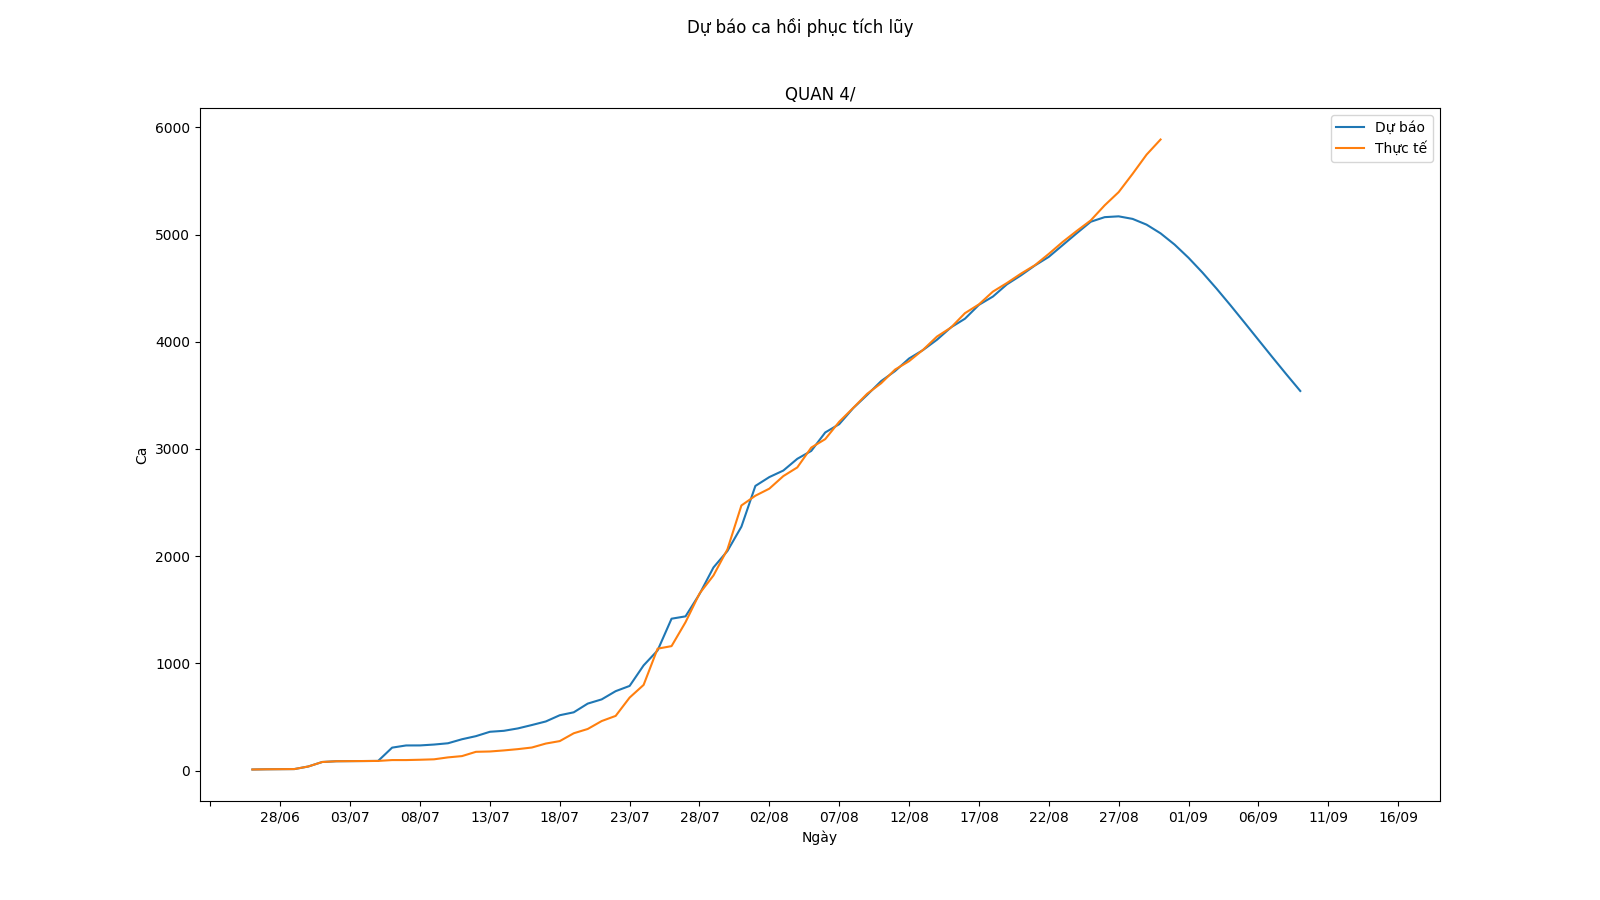 Dự báo ca hồi phục tích lũy
QUAN 4/
Dự báo
Thực tế
6000
5000
4000
3000
2000
1000
0
Ca
28/06 03/07 08/07 13/07 18/07 23/07 28/07 02/08 07/08 12/08 17/08 22/08 27/08 01/09 06/09 11/09 16/09
Ngày